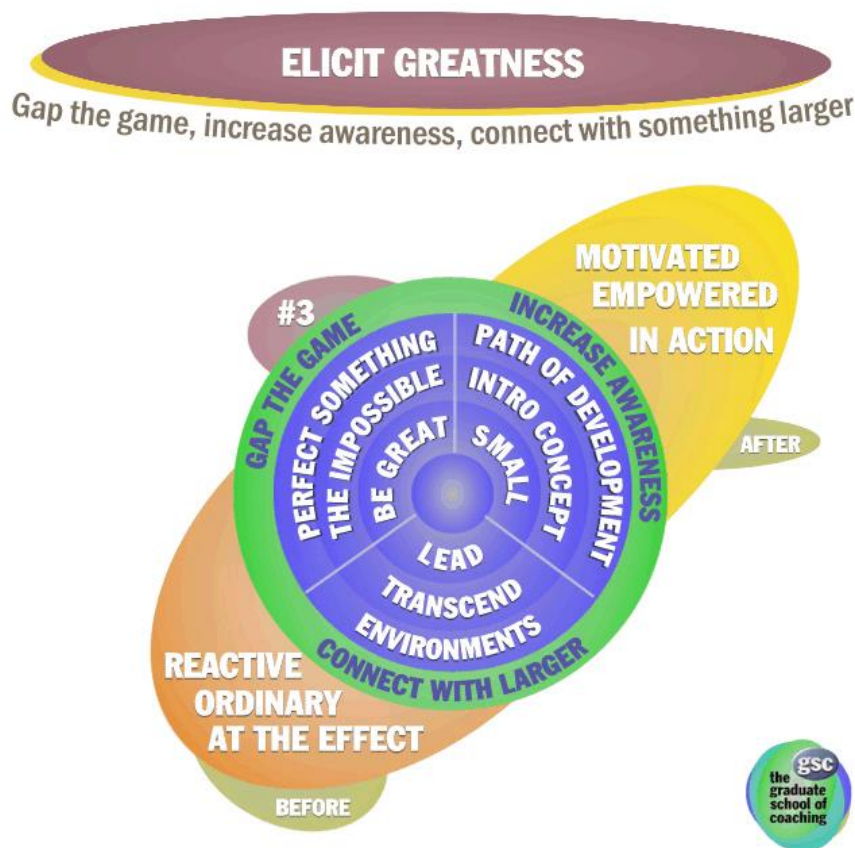 ELICIT GREATNESS
Gap the game, increase awareness, connect with something larger
#3
MOTIVATED
EMPOWERED
IN ACTION
AFTER
GAP THE GAME
PERFECT SOMETHING
THE IMPOSSIBLE
BE GREAT
INCREASE AWARENESS
PATH OF DEVELOPMENT
INTRO CONCEPT
SMALL
LEAD
TRANSCEND
ENVIRONMENTS
CONNECT WITH LARGER
REACTIVE
ORDINARY
AT THE EFFECT
BEFORE
gsc
the
graduate
school of
coaching